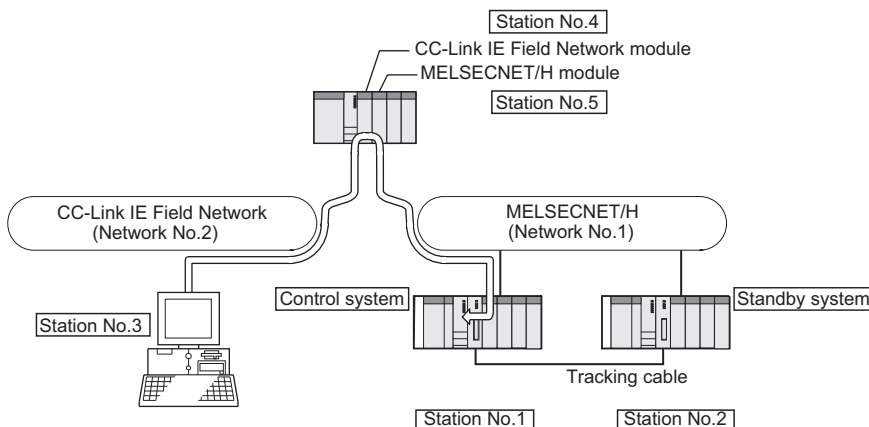 Station No.4
CC-Link IE Field Network module
MELSECNET/H module
Station No.5
CC-Link IE Field Network
(Network No.2)
MELSECNET/H
(Network No.1)
Control system
Standby system
Station No.3
Tracking cable
Station No.1
Station No.2